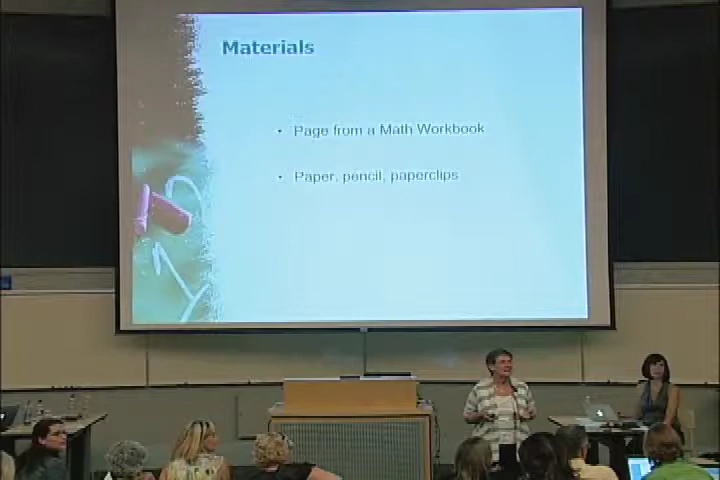 Materials
• Page from a Math Workbook
• Paper, pencil, paperclips